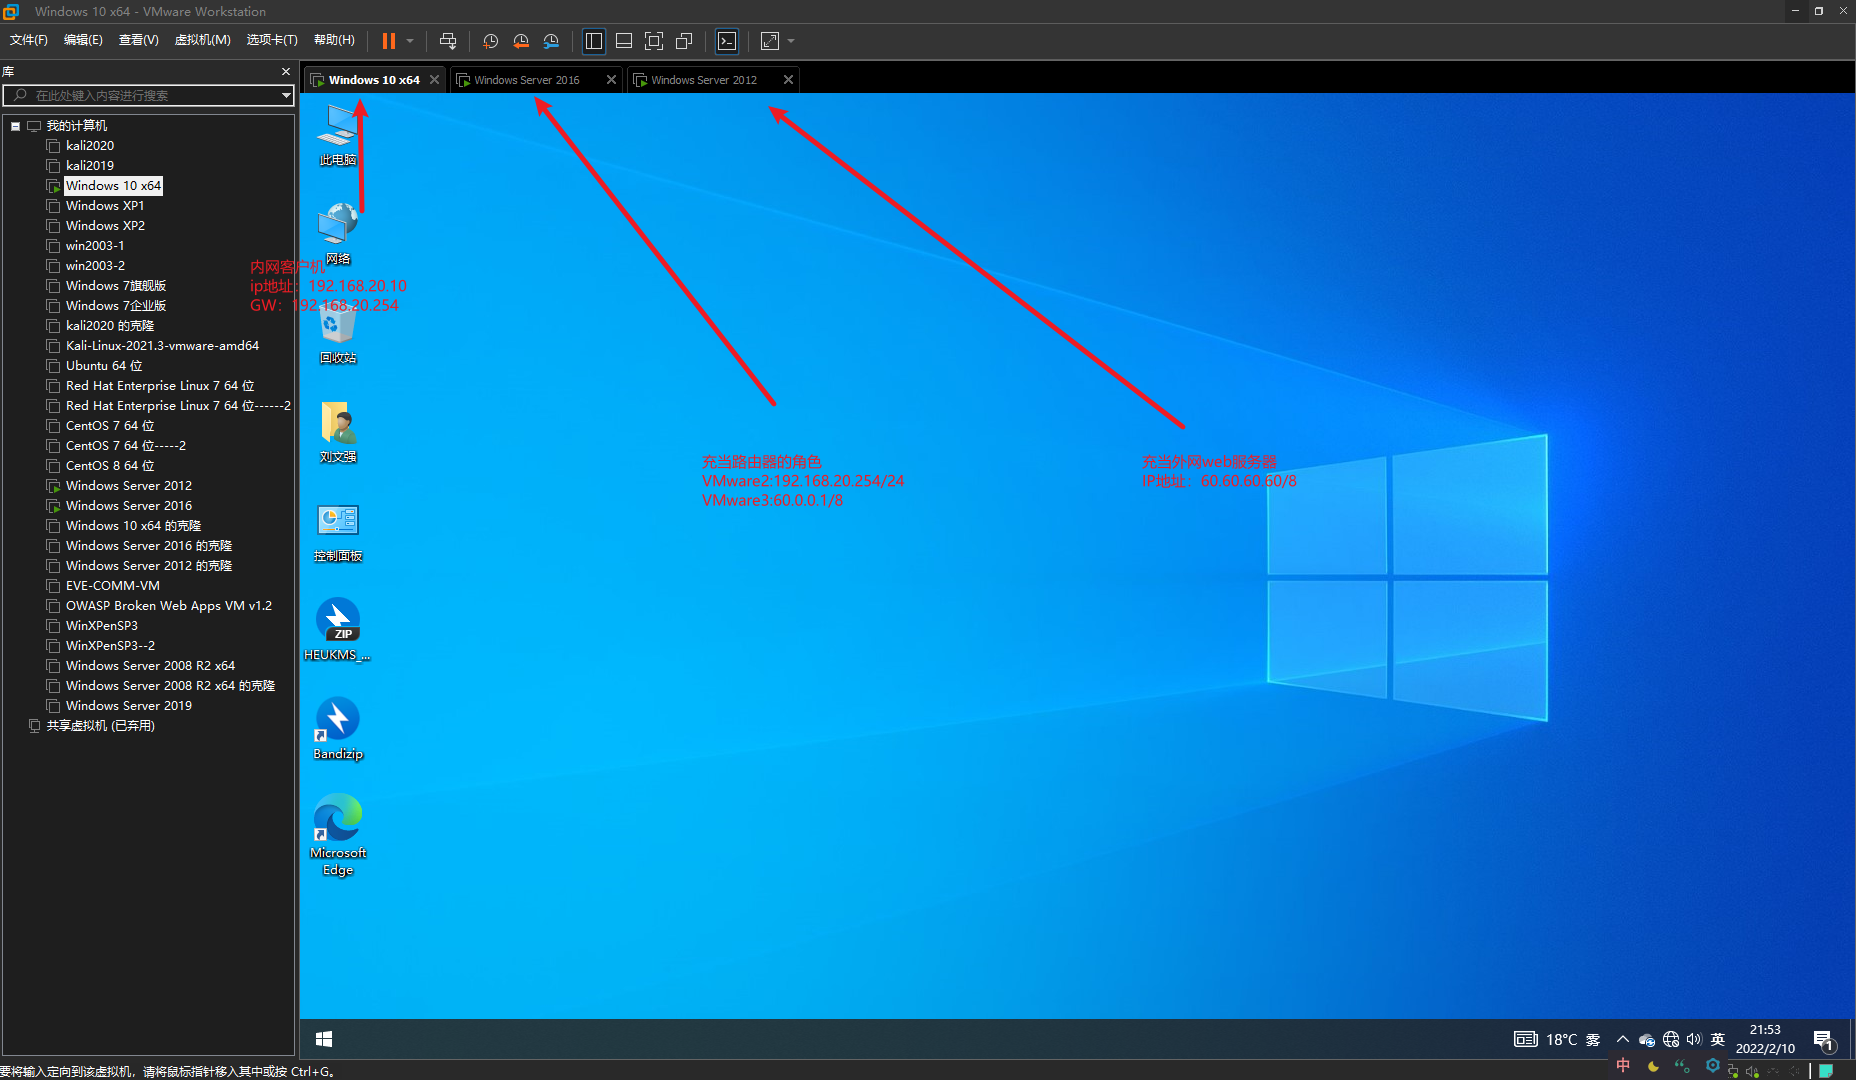 Windows 10 x64 - VMware Workstation
文件(F) 编辑(E) 查看(V) 虚拟机(M) 选项卡(T) 帮助(H)
库
在此处键入内容进行搜索
我的计算机
kali2020
kali2019
Windows 10 x64
Windows XP1
Windows XP2
win2003-1
win2003-2
Windows 7旗舰版
Windows 7企业版
kali2020 的克隆
Kali-Linux-2021.3-vmware-amd64
Ubuntu 64 位
Red Hat Enterprise Linux 7 64 位
Red Hat Enterprise Linux 7 64 位------2
CentOS 7 64 位
CentOS 7 64 位-----2
CentOS 8 64 位
Windows Server 2012
Windows Server 2016
Windows 10 x64 的克隆
Windows Server 2016 的克隆
Windows Server 2012 的克隆
EVE-COMM-VM
OWASP Broken Web Apps VM v1.2
WinXPenSP3
WinXPenSP3--2
Windows Server 2008 R2 x64
Windows Server 2008 R2 x64 的克隆
Windows Server 2019
共享虚拟机 (已弃用)
Windows 10 x64 Windows Server 2016 Windows Server 2012
此电脑
网络
内网客户机
ip地址：192.168.20.10
GW：192.168.20.254
回收站
刘文强
控制面板
ZIP
HEUKMS_...
Bandizip
Microsoft
Edge
充当路由器的角色
VMware2:192.168.20.254/24
VMware3:60.0.0.1/8
充当外网web服务器
IP地址：60.60.60.60/8
18°C 雾
英
21:53
2022/2/10
1
要将输入定向到该虚拟机，请将鼠标指针移入其中或按 Ctrl+G。
中